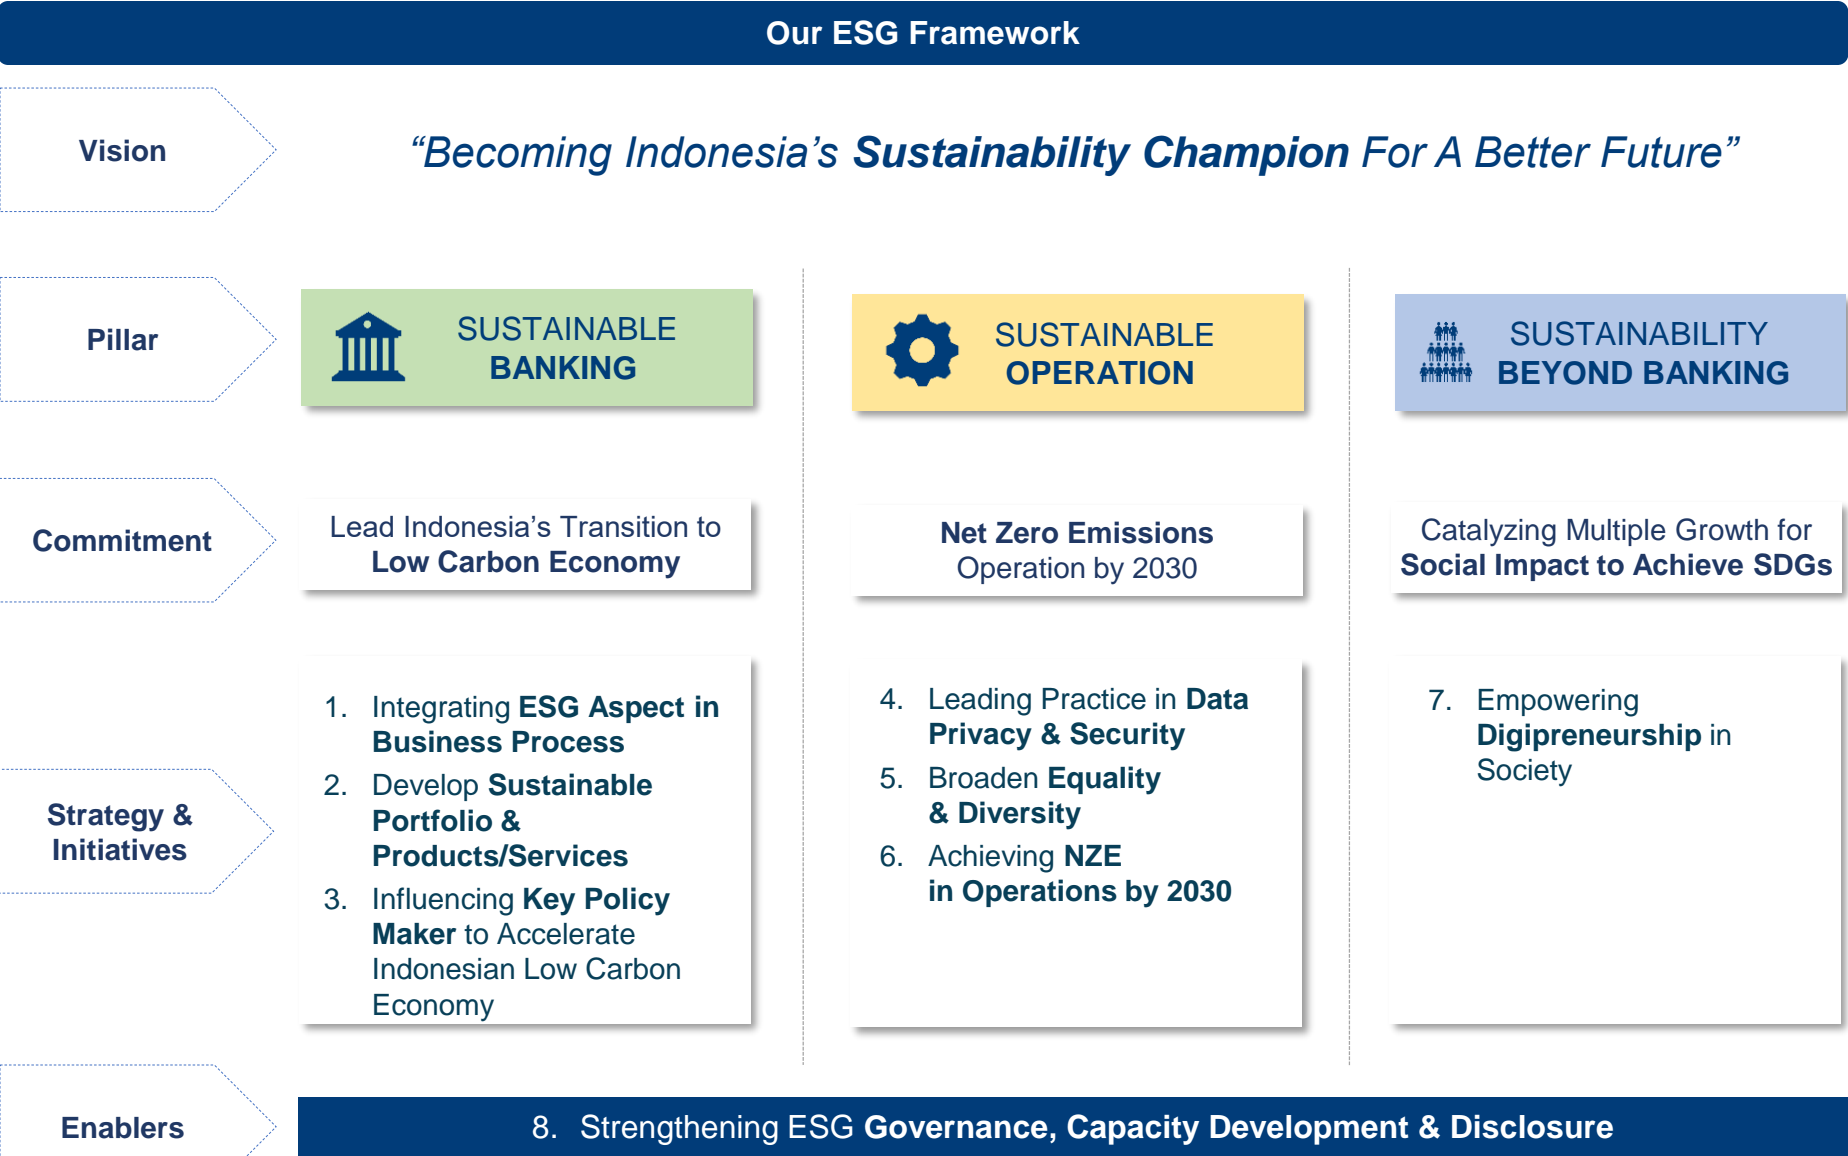 Our ESG Framework
Vision
“Becoming Indonesia’s Sustainability Champion For A Better Future”
Pillar
SUSTAINABLE
BANKING
SUSTAINABLE
OPERATION
SUSTAINABILITY
BEYOND BANKING
Commitment
Lead Indonesia’s Transition to
Low Carbon Economy
Net Zero Emissions
Operation by 2030
Catalyzing Multiple Growth for
Social Impact to Achieve SDGs
Strategy &
Initiatives
1. Integrating ESG Aspect in
Business Process
2. Develop Sustainable
Portfolio &
Products/Services
3. Influencing Key Policy
Maker to Accelerate
Indonesian Low Carbon
Economy
4. Leading Practice in Data
Privacy & Security
5. Broaden Equality
& Diversity
6. Achieving NZE
in Operations by 2030
7. Empowering
Digipreneurship in
Society
Enablers
8. Strengthening ESG Governance, Capacity Development & Disclosure